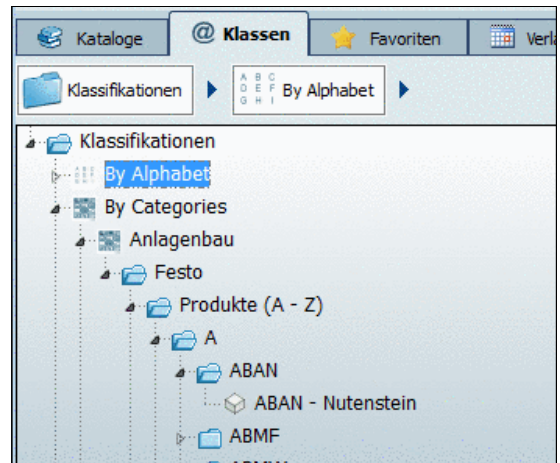 Kataloge @ Klassen Favoriten
Klassifikationen By Alphabet
Klassifikationen
By Alphabet
By Categories
Anlagenbau
Festo
Produkte (A - Z)
A
ABAN
ABAN - Nutenstein
ABMF